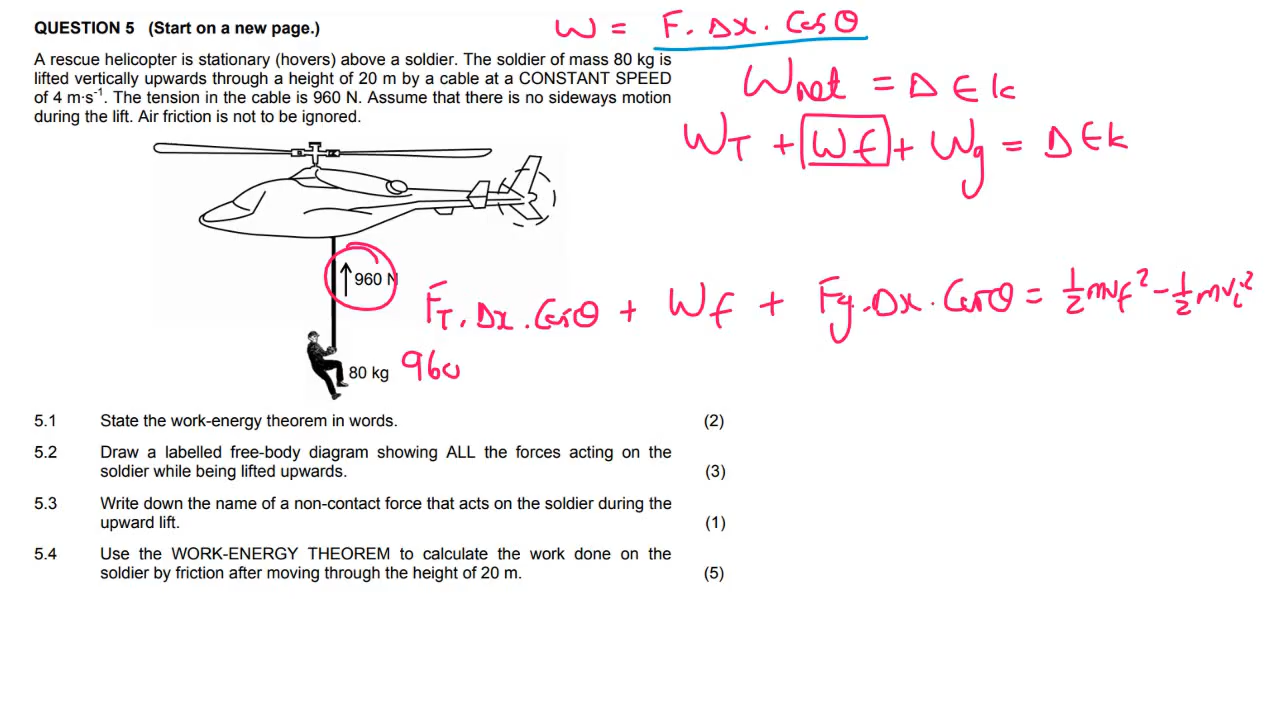 QUESTION 5 (Start on a new page.)
W = F. Δx. Cosθ
A rescue helicopter is stationary (hovers) above a soldier. The soldier of mass 80 kg is
lifted vertically upwards through a height of 20 m by a cable at a CONSTANT SPEED
of 4 m·s⁻¹. The tension in the cable is 960 N. Assume that there is no sideways motion
during the lift. Air friction is not to be ignored.
Wnet = ΔEk
WT + Wf + Wg = ΔEk
960 N
FT. Δx. Cosθ + Wf + Fg. Δx. Cosθ = ½mvf² - ½mvi²
80 kg
960
5.1 State the work-energy theorem in words. (2)
5.2 Draw a labelled free-body diagram showing ALL the forces acting on the
soldier while being lifted upwards. (3)
5.3 Write down the name of a non-contact force that acts on the soldier during the
upward lift. (1)
5.4 Use the WORK-ENERGY THEOREM to calculate the work done on the
soldier by friction after moving through the height of 20 m. (5)